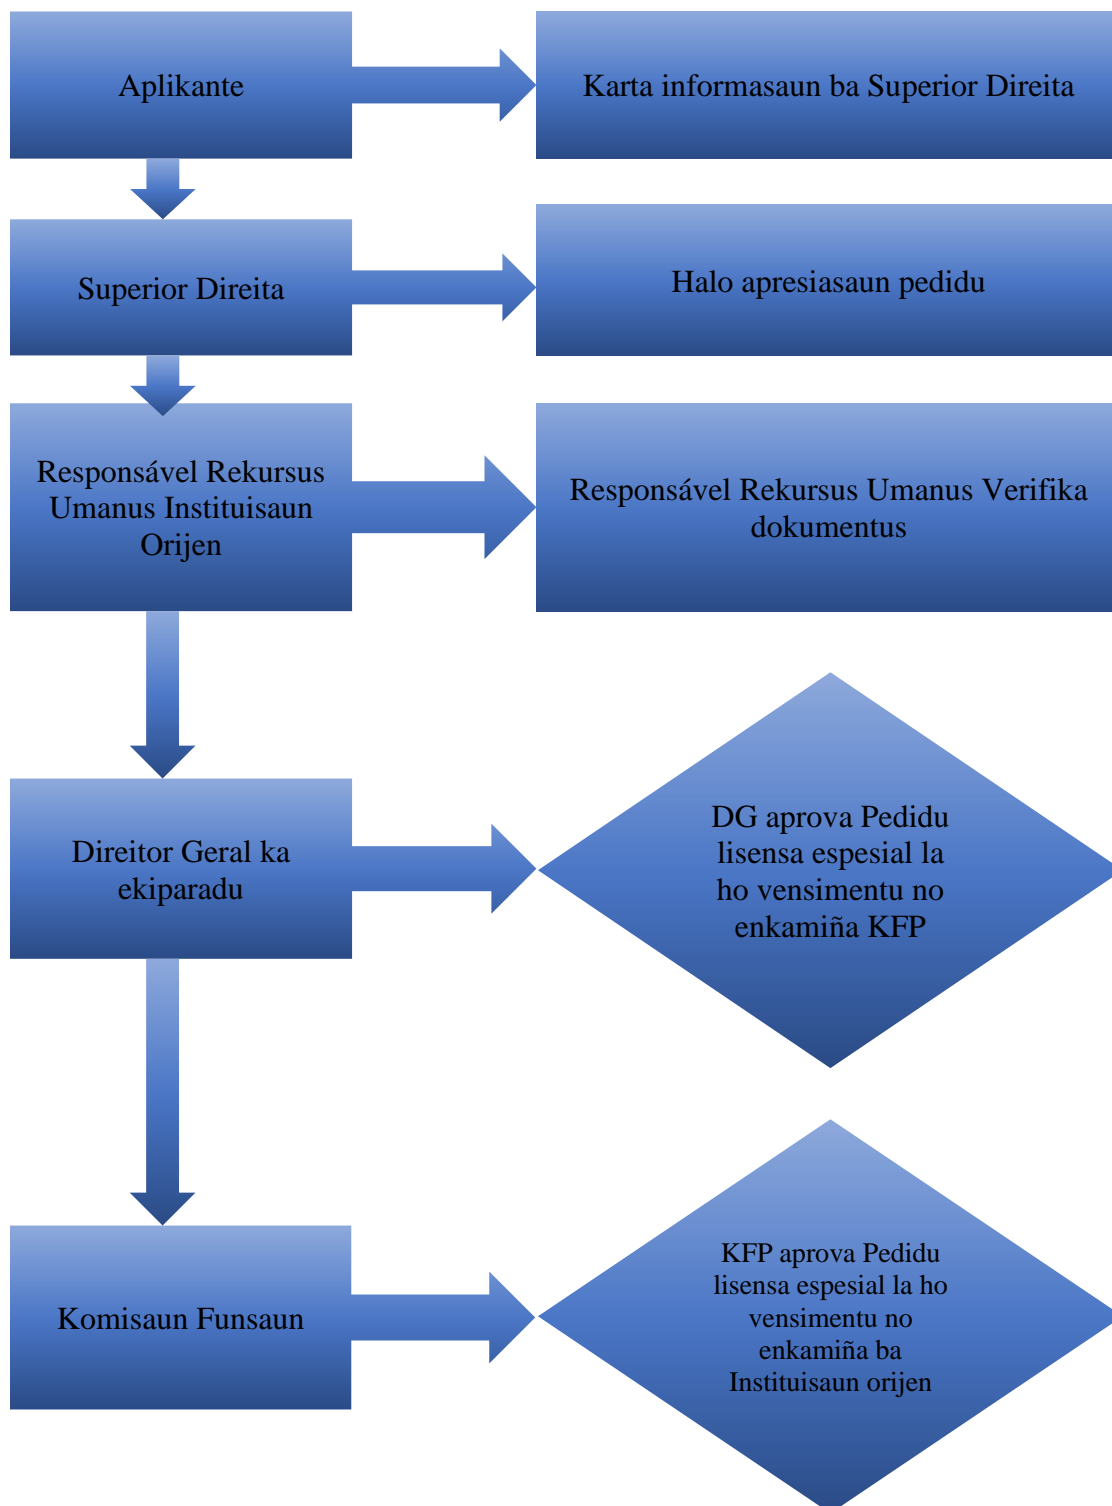 Aplikante
Karta informasaun ba Superior Direita
Superior Direita
Halo apresiasaun pedidu
Responsável Rekursus
Umanus Instituisaun
Orijen
Responsável Rekursus Umanus Verifika
dokumentus
Direitor Geral ka
ekiparadu
DG aprova Pedidu
lisensa espesial la
ho vensimentu no
enkamiña KFP
Komisaun Funsaun
KFP aprova Pedidu
lisensa espesial la ho
vensimentu no
enkamiña ba
Instituisaun orijen